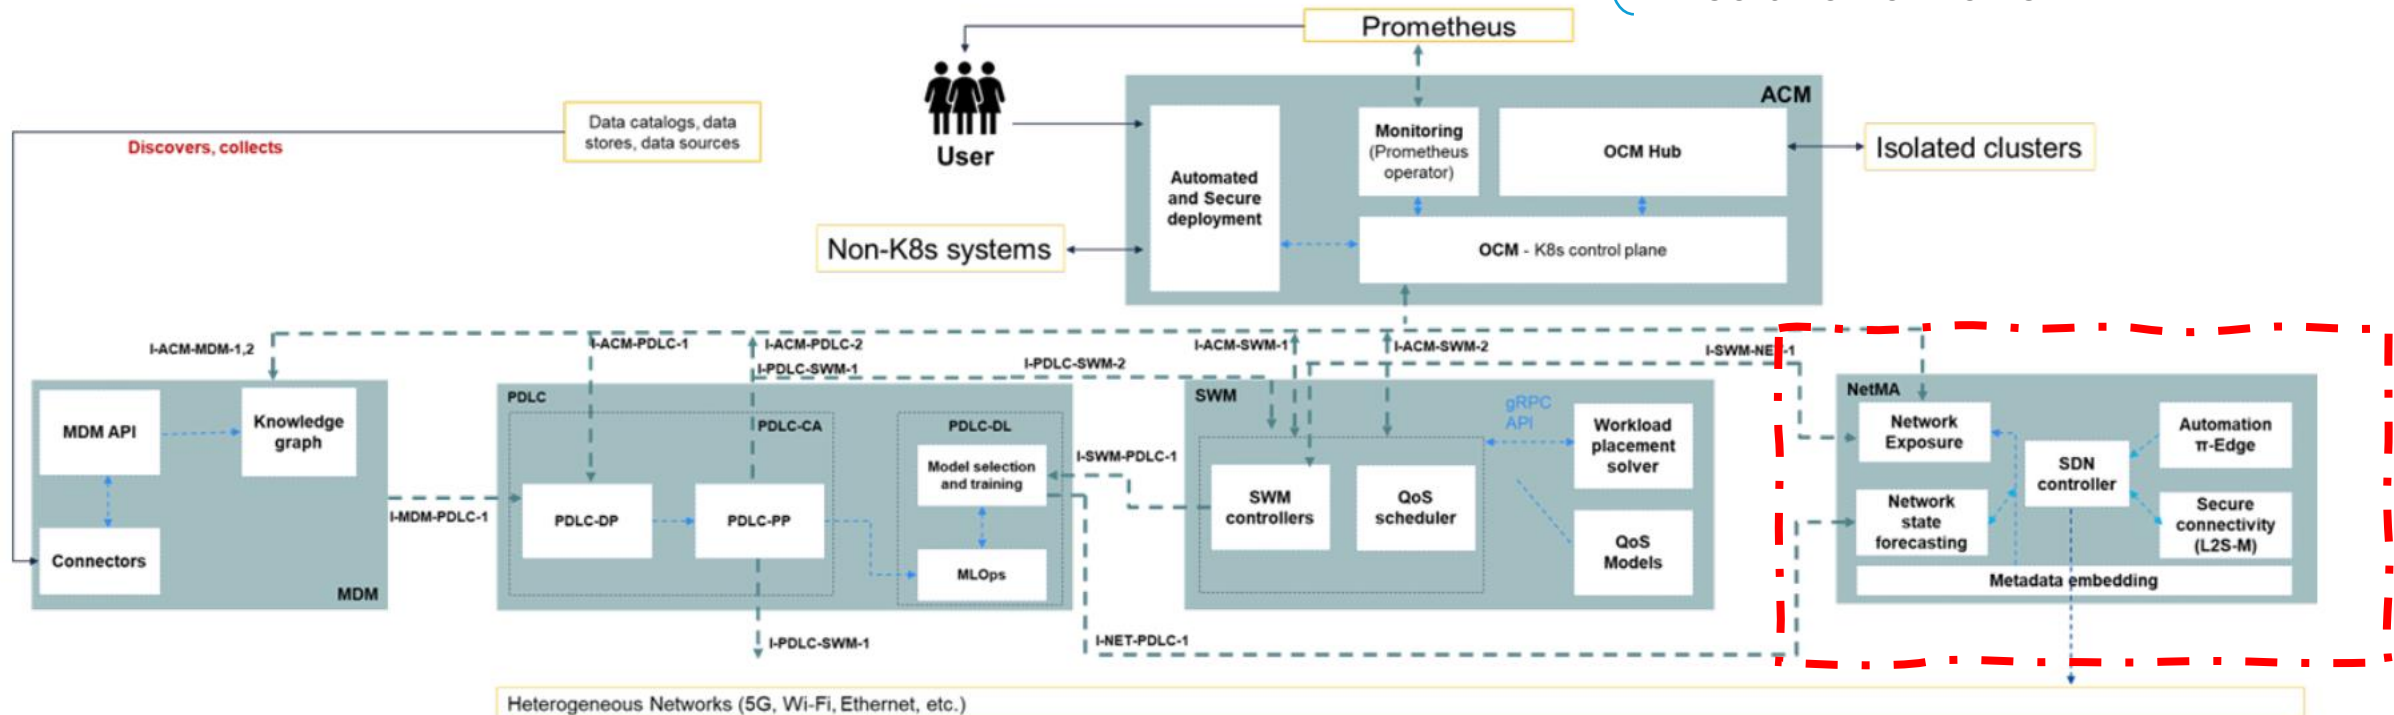 Prometheus
ACM
Data catalogs, data
stores, data sources
Discovers, collects
User
Monitoring
(Prometheus
operator)
OCM Hub
Isolated clusters
Automated
and Secure
deployment
Non-K8s systems
OCM - K8s control plane
I-ACM-MDM-1,2
I-ACM-PDLC-1
I-ACM-PDLC-2
I-ACM-SWM-1
I-ACM-SWM-2
I-SWM-NET-1
I-PDLC-SWM-1
I-PDLC-SWM-2
MDM API
Knowledge
graph
Connectors
MDM
I-MDM-PDLC-1
PDLC
PDLC-CA
PDLC-DP
PDLC-PP
PDLC-DL
Model selection
and training
MLOps
I-PDLC-SWM-1
I-SWM-PDLC-1
I-NET-PDLC-1
SWM
gRPC
API
SWM
controllers
QoS
scheduler
Workload
placement
solver
QoS
Models
NetMA
Network
Exposure
SDN
controller
Automation
π-Edge
Network
state
forecasting
Secure
connectivity
(L2S-M)
Metadata embedding
Heterogeneous Networks (5G, Wi-Fi, Ethernet, etc.)